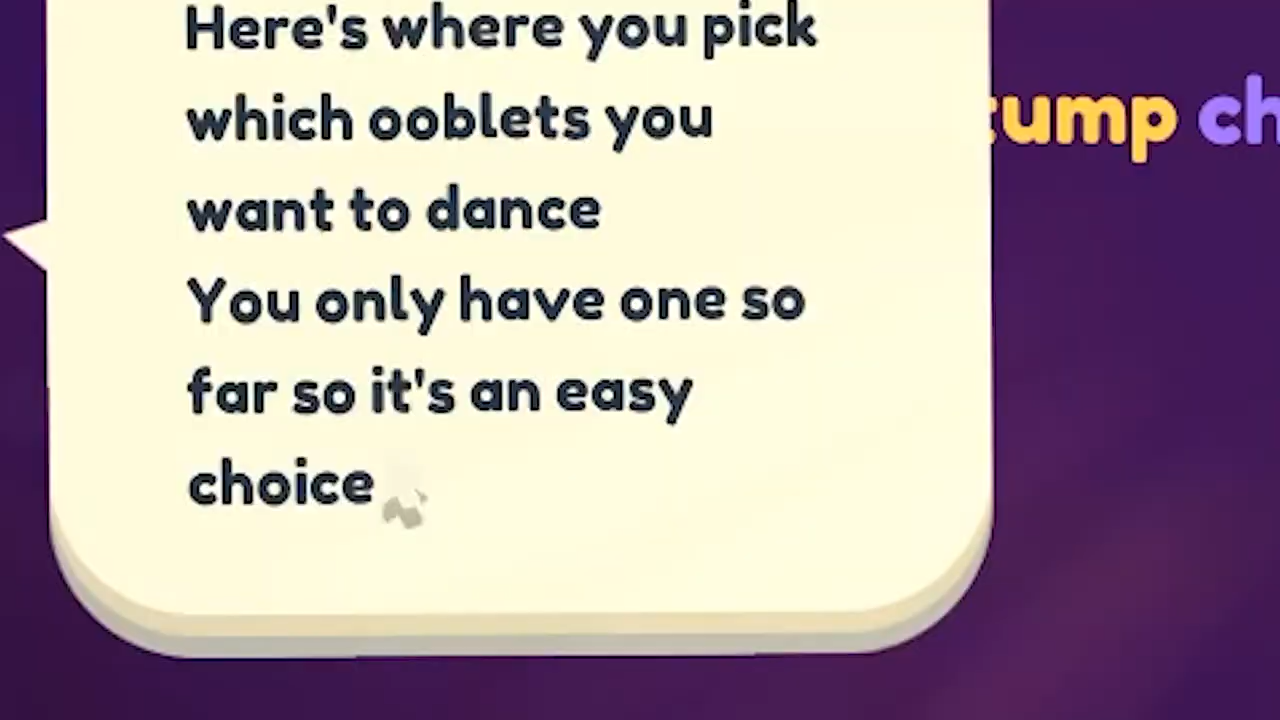 Here's where you pick
which ooblets you
want to dance
You only have one so
far so it's an easy
choice